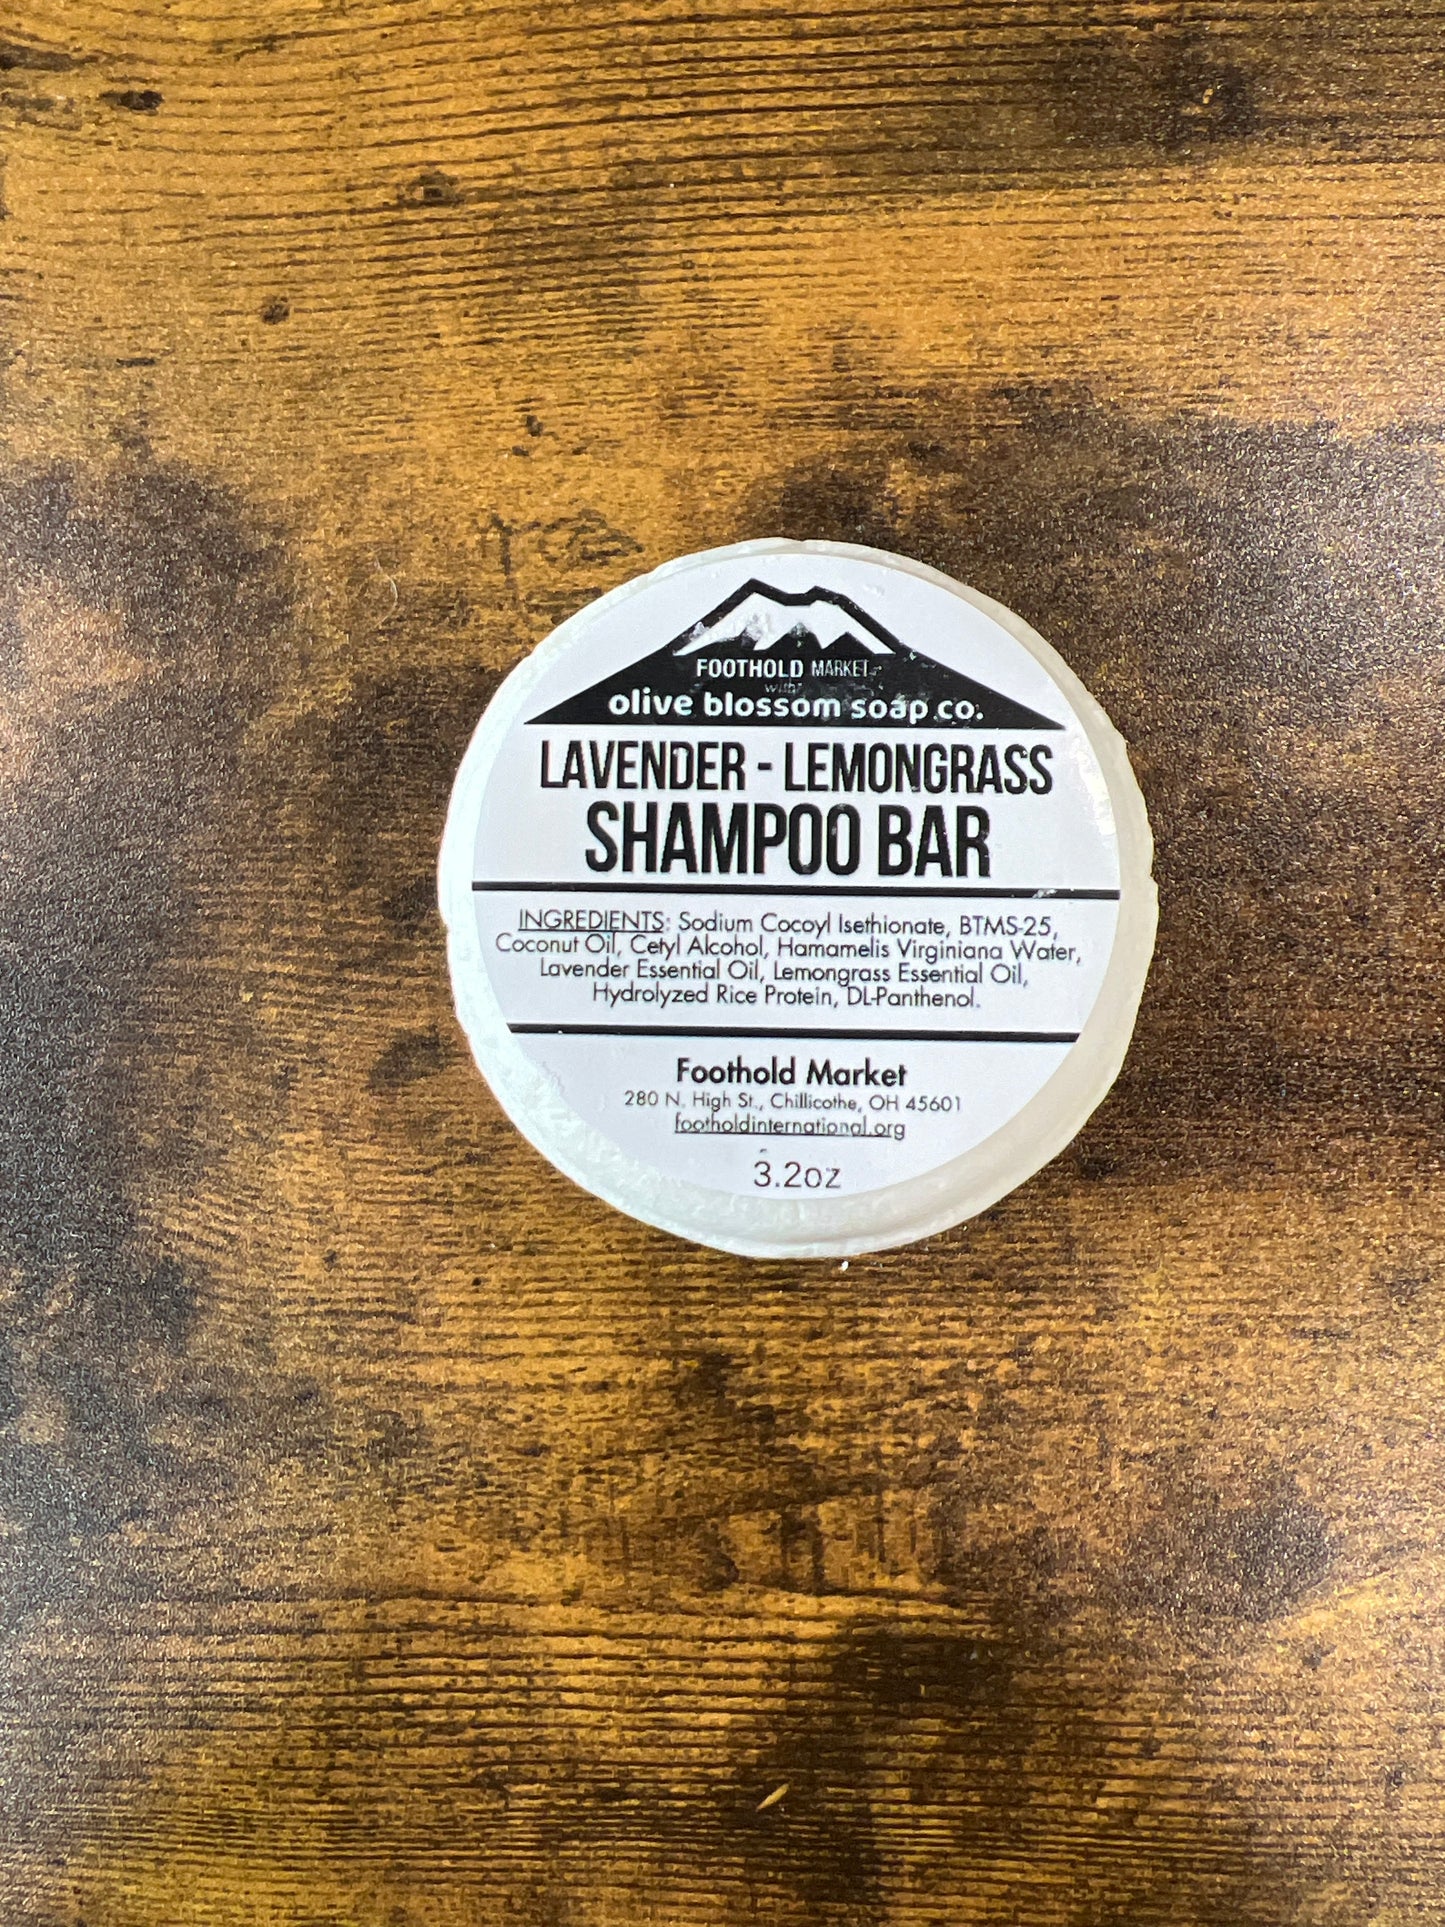 FOOTHOLD MARKET
with
olive blossom soap co.
LAVENDER - LEMONGRASS
SHAMPOO BAR
INGREDIENTS: Sodium Cocoyl Isethionate, BTMS-25,
Coconut Oil, Cetyl Alcohol, Hamamelis Virginiana Water,
Lavender Essential Oil, Lemongrass Essential Oil,
Hydrolyzed Rice Protein, DL-Panthenol.
Foothold Market
280 N. High St., Chillicothe, OH 45601
footholdinternational.org
3.2oz